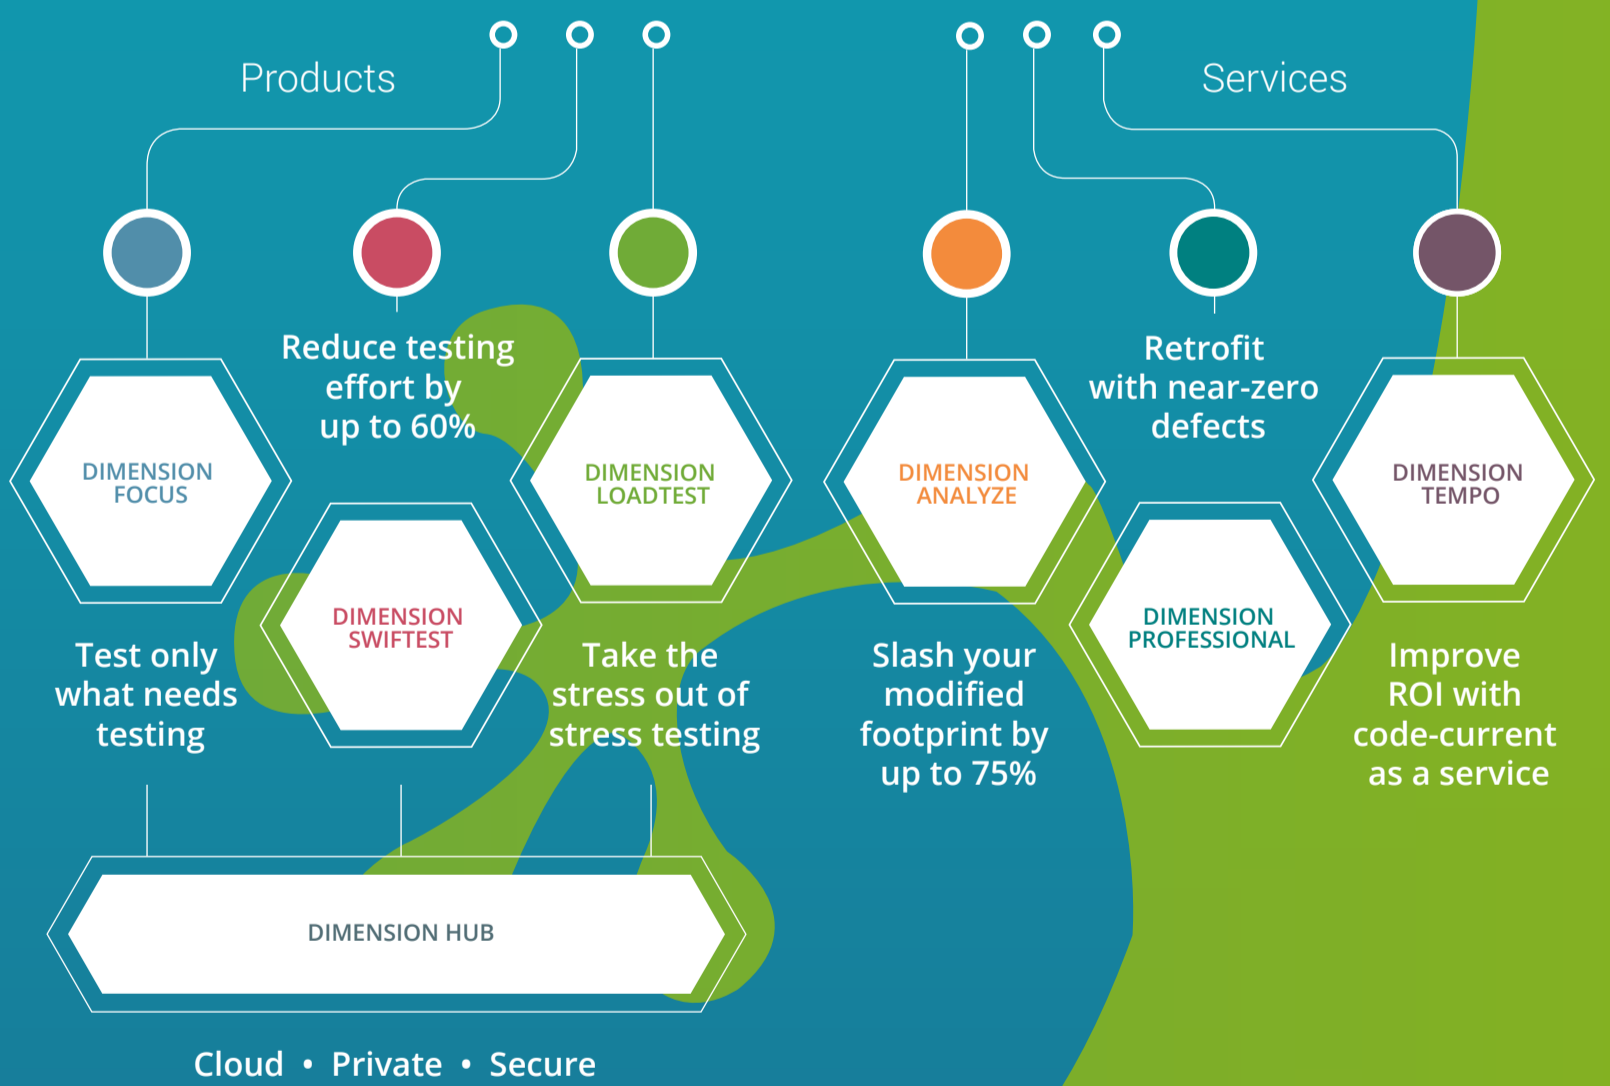 Products
Services
Reduce testing
effort by
up to 60%
Retrofit
with near-zero
defects
DIMENSION
FOCUS
DIMENSION
LOADTEST
DIMENSION
ANALYZE
DIMENSION
TEMPO
DIMENSION
SWIFTEST
DIMENSION
PROFESSIONAL
Test only
what needs
testing
Take the
stress out of
stress testing
Slash your
modified
footprint by
up to 75%
Improve
ROI with
code-current
as a service
DIMENSION HUB
Cloud • Private • Secure